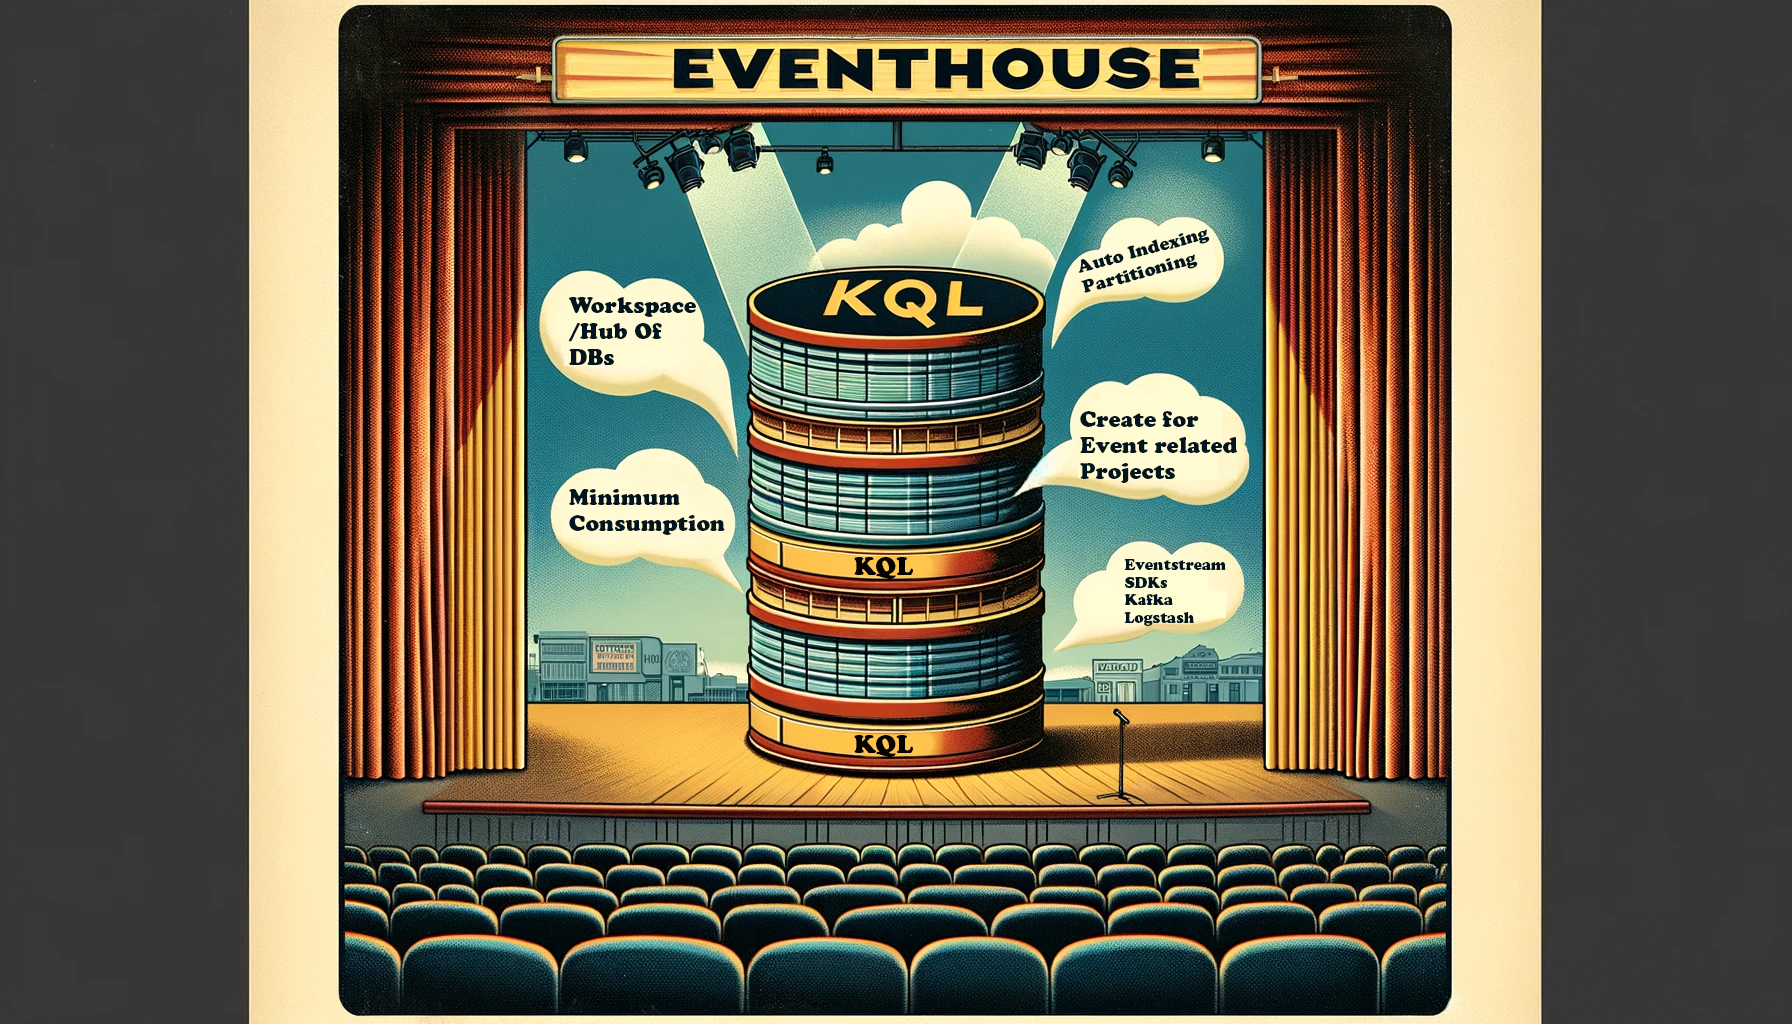 EVENTHOUSE
KQL
Workspace
/Hub Of
DBs
Auto Indexing
Partitioning
Create for
Event related
Projects
Minimum
Consumption
KQL
Eventstream
SDKs
Kafka
Logstash
KQL